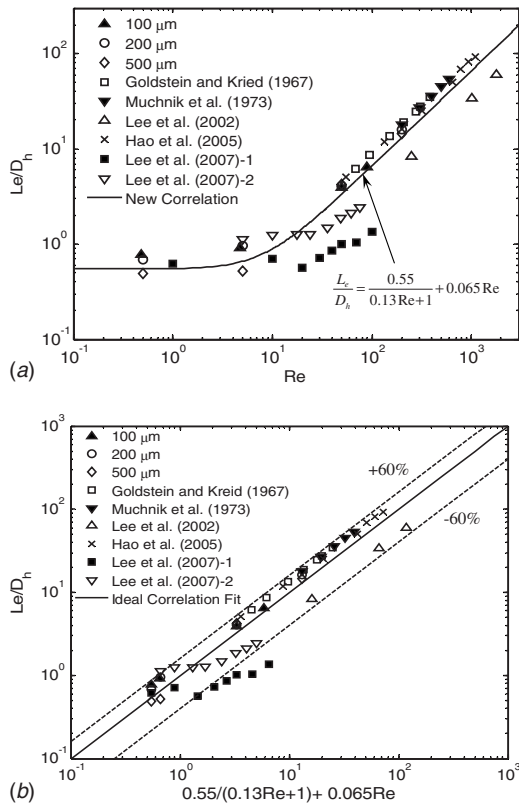 10²
10¹
10⁰
10⁻¹
Le/D_h
100 µm
200 µm
500 µm
Goldstein and Kried (1967)
Muchnik et al. (1973)
Lee et al. (2002)
Hao et al. (2005)
Lee et al. (2007)-1
Lee et al. (2007)-2
New Correlation
L_e/D_h = 0.55/(0.13Re+1) + 0.065Re
10⁻¹ 10⁰ 10¹ 10² 10³
Re
(a)
10³
10²
10¹
10⁰
10⁻¹
Le/D_h
100 µm
200 µm
500 µm
Goldstein and Kreid (1967)
Muchnik et al. (1973)
Lee et al. (2002)
Hao et al. (2005)
Lee et al. (2007)-1
Lee et al. (2007)-2
Ideal Correlation Fit
+60%
-60%
10⁻¹ 10⁰ 10¹ 10² 10³
0.55/(0.13Re+1)+ 0.065Re
(b)